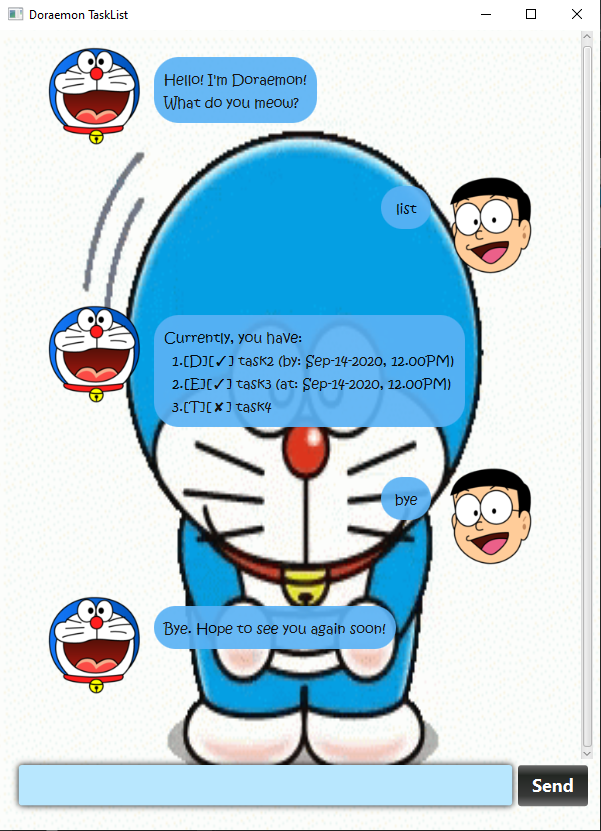 Doraemon TaskList
Hello! I'm Doraemon!
What do you meow?
list
Currently, you have:
1.[D][✓] task2 (by: Sep-14-2020, 12.00PM)
2.[E][✓] task3 (at: Sep-14-2020, 12.00PM)
3.[T][✘] task4
bye
Bye. Hope to see you again soon!
Send